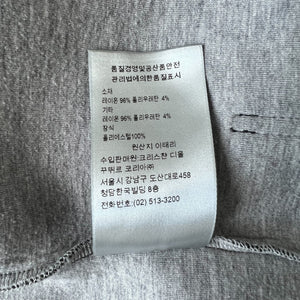 품질경영및공산품안전
관리법에의한품질표시
소재
레이온 96% 폴리우레탄 4%
기타
레이온 96% 폴리우레탄 4%
장식
폴리에스텔100%
원산지 이태리
수입판매원·크리스챤 디올
꾸뛰르 코리아㈜
서울시 강남구 도산대로458
청담한국빌딩 8층
전화번호: (02) 513-3200